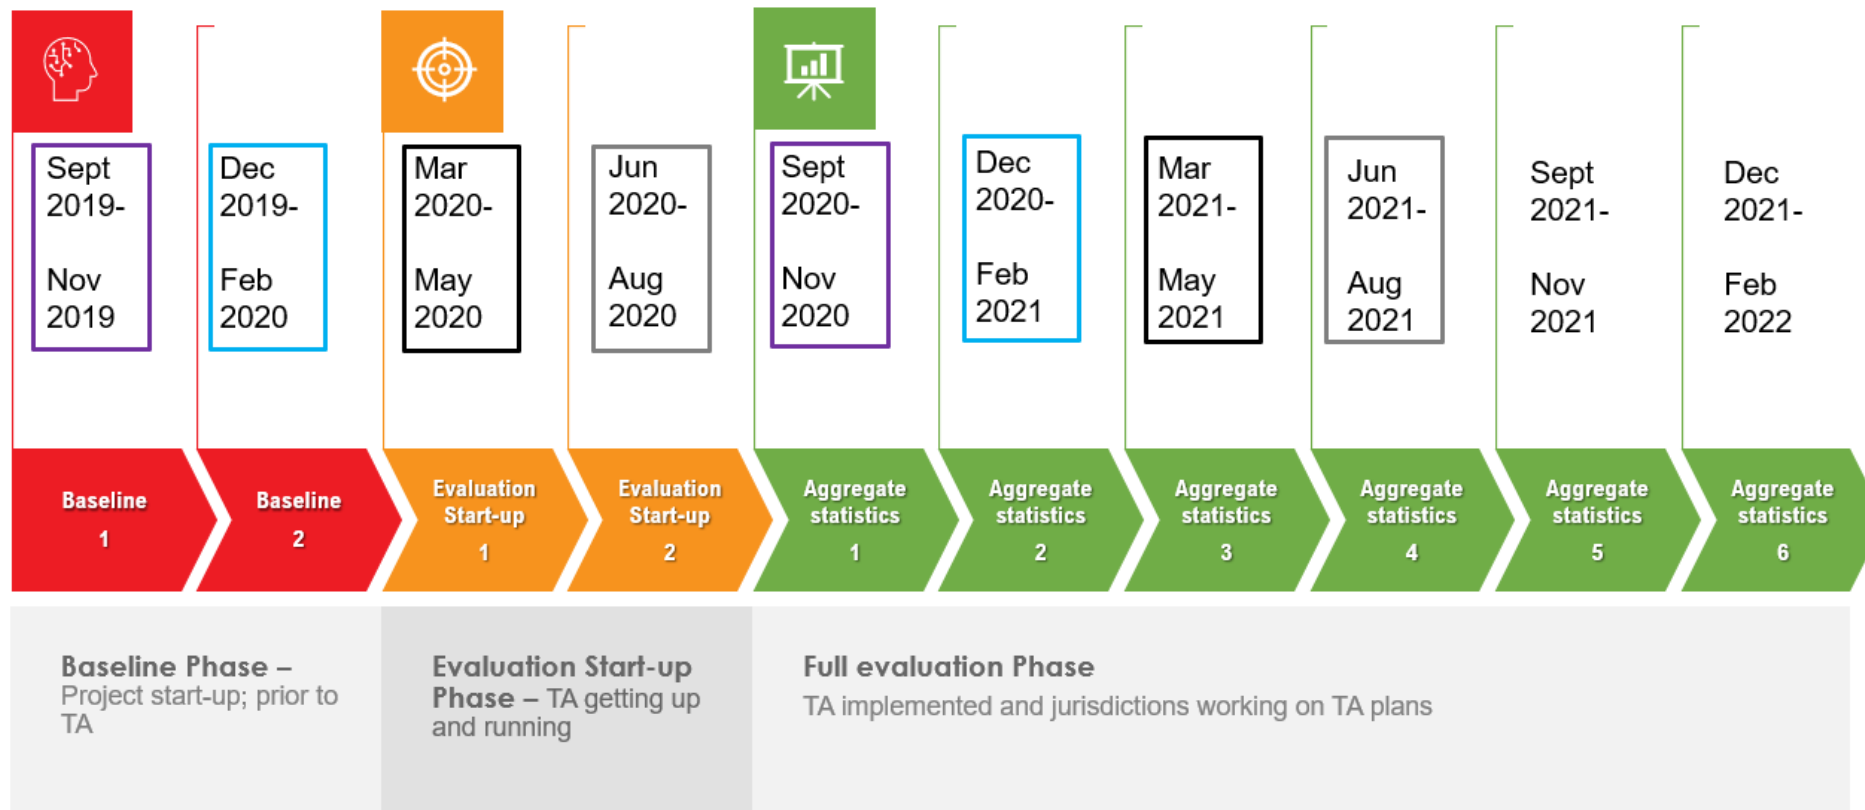 Sept
2019-
Nov
2019
Dec
2019-
Feb
2020
Mar
2020-
May
2020
Jun
2020-
Aug
2020
Sept
2020-
Nov
2020
Dec
2020-
Feb
2021
Mar
2021-
May
2021
Jun
2021-
Aug
2021
Sept
2021-
Nov
2021
Dec
2021-
Feb
2022
Baseline
1
Baseline
2
Evaluation
Start-up
1
Evaluation
Start-up
2
Aggregate
statistics
1
Aggregate
statistics
2
Aggregate
statistics
3
Aggregate
statistics
4
Aggregate
statistics
5
Aggregate
statistics
6
Baseline Phase –
Project start-up; prior to
TA
Evaluation Start-up
Phase – TA getting up
and running
Full evaluation Phase
TA implemented and jurisdictions working on TA plans